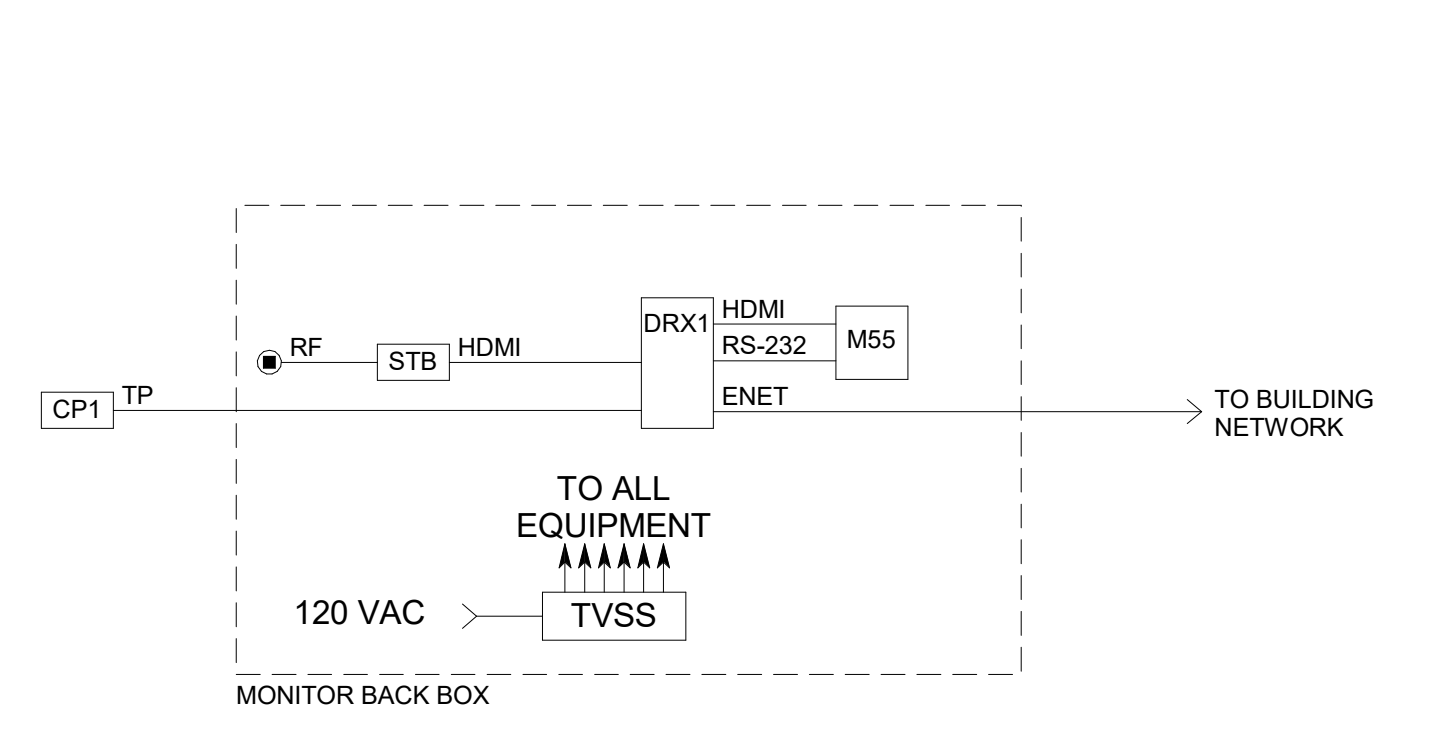 HDMI
DRX1
RS-232
M55
RF
STB
HDMI
CP1
TP
ENET
TO BUILDING
NETWORK
TO ALL
EQUIPMENT
120 VAC
TVSS
MONITOR BACK BOX